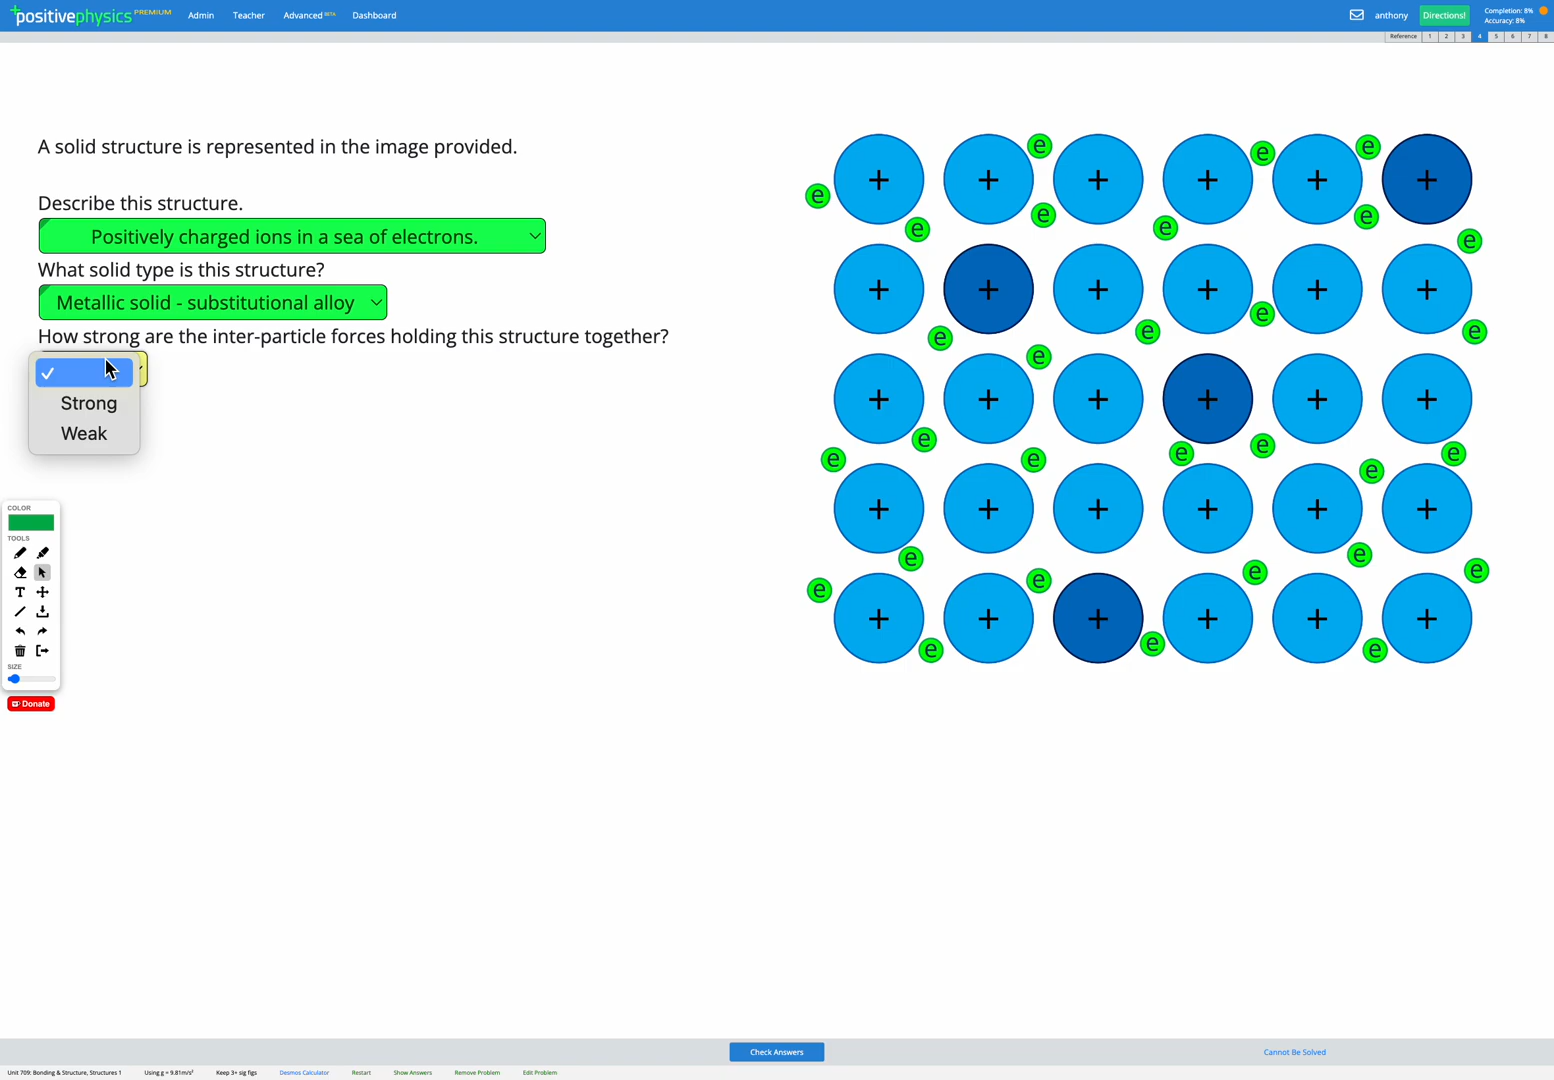 +positivephysics PREMIUM Admin Teacher Advanced BETA Dashboard anthony Directions! Completion: 8%
Accuracy: 8%
Reference 1 2 3 4 5 6 7 8
A solid structure is represented in the image provided.
Describe this structure.
Positively charged ions in a sea of electrons.
What solid type is this structure?
Metallic solid - substitutional alloy
How strong are the inter-particle forces holding this structure together?
✓
Strong
Weak
+ + + + + +
e e e e
e e e e e
+ + + + + +
e e
e e e
+ + + + + +
e
e e
e e e e e
+ + + + + +
e
e e
+ + + + + +
e e e e
e e e
COLOR
TOOLS
T
SIZE
Donate
Check Answers Cannot Be Solved
Unit 709: Bonding & Structure, Structures 1 Using g = 9.81m/s² Keep 3+ sig figs Desmos Calculator Restart Show Answers Remove Problem Edit Problem